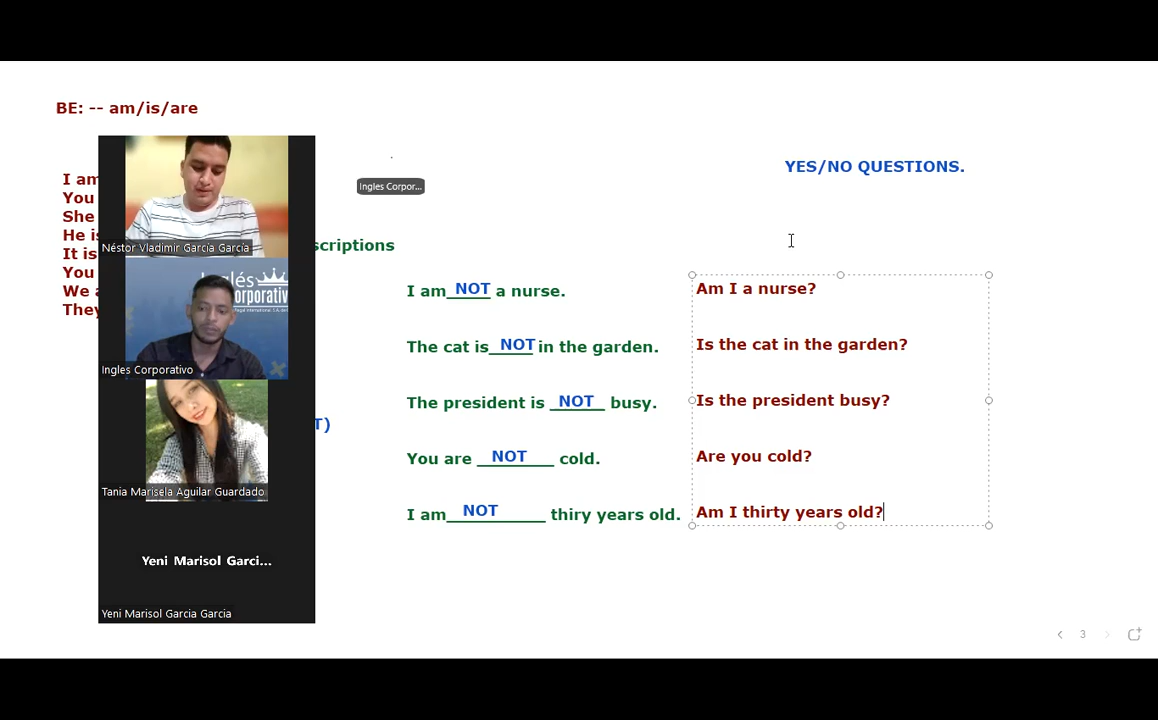 BE: -- am/is/are
YES/NO QUESTIONS.
I am
You
She
He is
It is
You
We a
They
Ingles Corpor...
Néstor Vladimir García García
scriptions
Inglés
orporativo
Ingles Corporativo
T)
Tania Marisela Aguilar Guardado
Yeni Marisol Garci...
Yeni Marisol Garcia Garcia
I am NOT a nurse.
The cat is NOT in the garden.
The president is NOT busy.
You are NOT cold.
I am NOT thiry years old.
Am I a nurse?
Is the cat in the garden?
Is the president busy?
Are you cold?
Am I thirty years old?
3